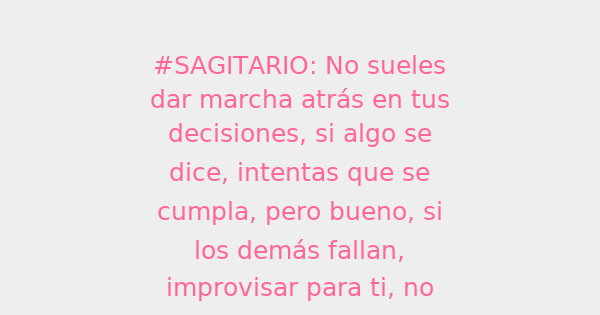 #SAGITARIO: No sueles
dar marcha atrás en tus
decisiones, si algo se
dice, intentas que se
cumpla, pero bueno, si
los demás fallan,
improvisar para ti, no